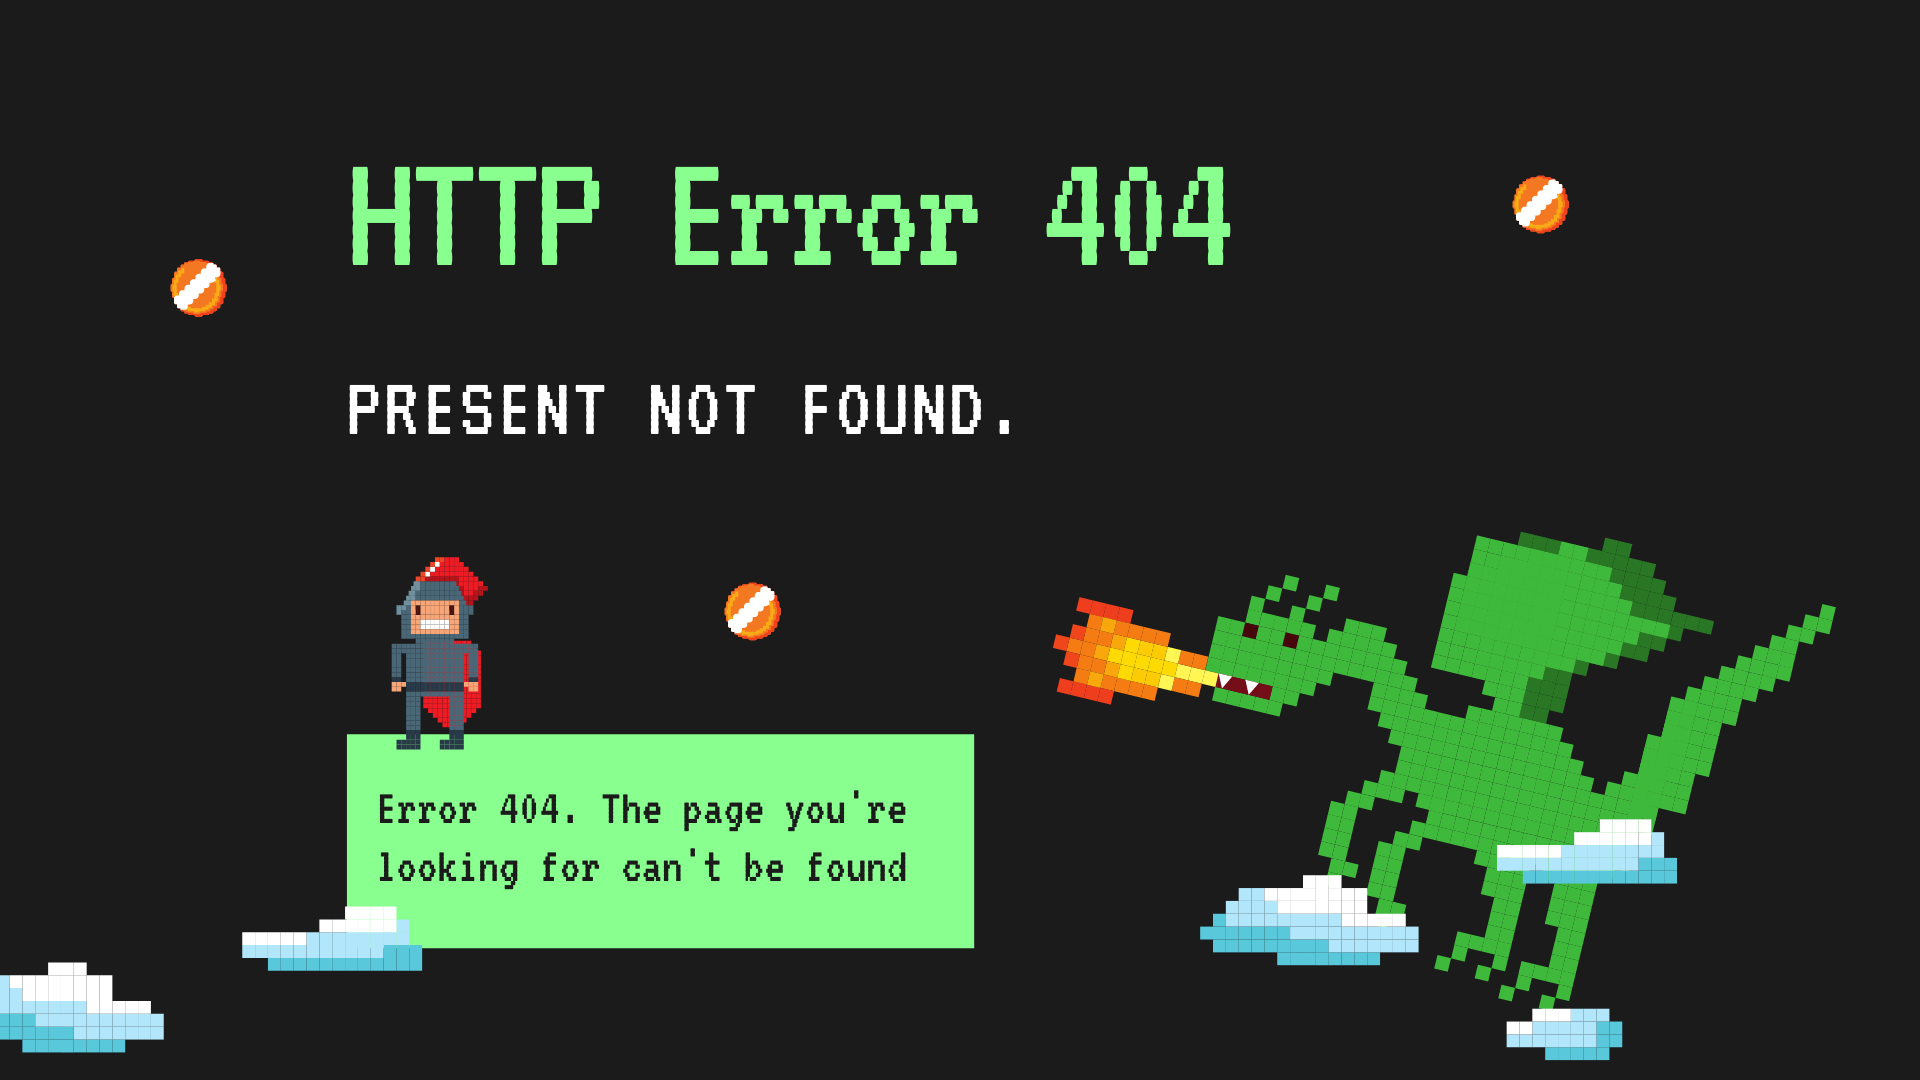 HTTP Error 404
PRESENT NOT FOUND.
Error 404. The page you're
looking for can't be found